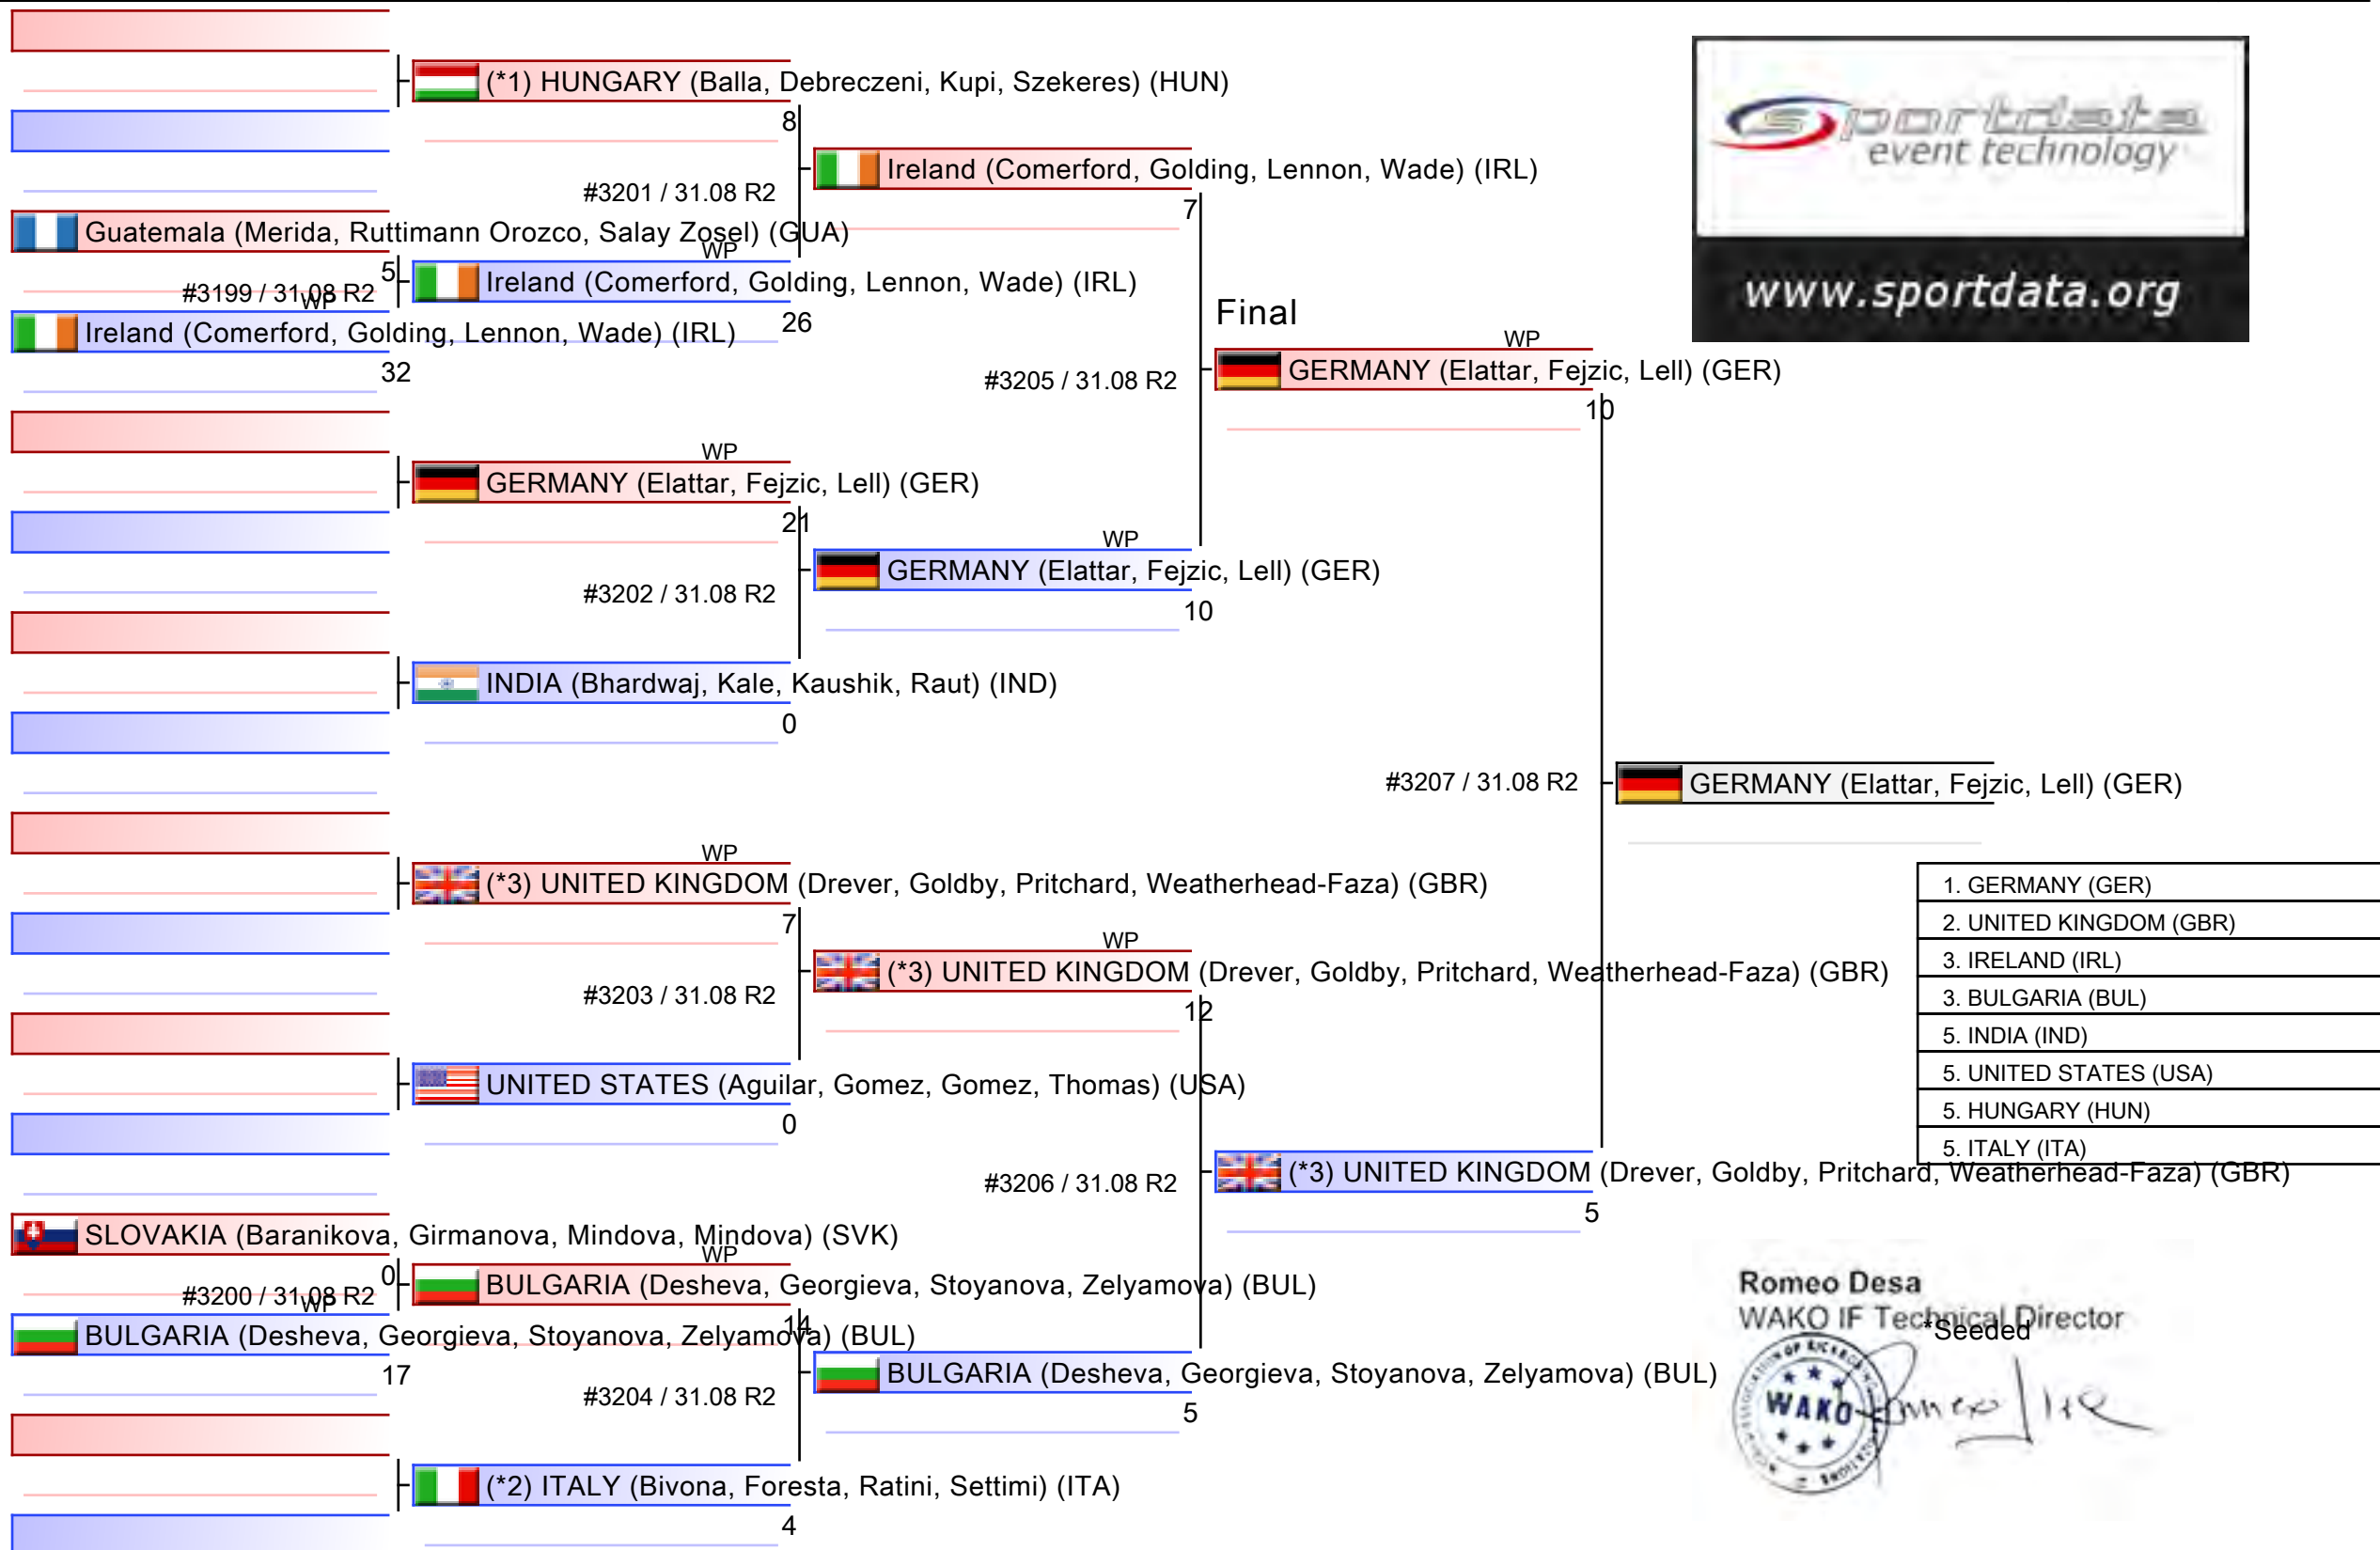 (*1) HUNGARY (Balla, Debreczeni, Kupi, Szekeres) (HUN)
8
#3201 / 31.08 R2
Ireland (Comerford, Golding, Lennon, Wade) (IRL)
7
Guatemala (Merida, Ruttimann Orozco, Salay Zosel) (GUA)
5
#3199 / 31.08 R2
WP
Ireland (Comerford, Golding, Lennon, Wade) (IRL)
26
WP
Ireland (Comerford, Golding, Lennon, Wade) (IRL)
32
Final
#3205 / 31.08 R2
WP
GERMANY (Elattar, Fejzic, Lell) (GER)
10
WP
GERMANY (Elattar, Fejzic, Lell) (GER)
21
#3202 / 31.08 R2
WP
GERMANY (Elattar, Fejzic, Lell) (GER)
10
INDIA (Bhardwaj, Kale, Kaushik, Raut) (IND)
0
#3207 / 31.08 R2
GERMANY (Elattar, Fejzic, Lell) (GER)
WP
(*3) UNITED KINGDOM (Drever, Goldby, Pritchard, Weatherhead-Faza) (GBR)
7
#3203 / 31.08 R2
WP
(*3) UNITED KINGDOM (Drever, Goldby, Pritchard, Weatherhead-Faza) (GBR)
12
UNITED STATES (Aguilar, Gomez, Gomez, Thomas) (USA)
0
#3206 / 31.08 R2
(*3) UNITED KINGDOM (Drever, Goldby, Pritchard, Weatherhead-Faza) (GBR)
5
SLOVAKIA (Baranikova, Girmanova, Mindova, Mindova) (SVK)
0
#3200 / 31.08 R2
WP
BULGARIA (Desheva, Georgieva, Stoyanova, Zelyamova) (BUL)
14
WP
BULGARIA (Desheva, Georgieva, Stoyanova, Zelyamova) (BUL)
17
#3204 / 31.08 R2
BULGARIA (Desheva, Georgieva, Stoyanova, Zelyamova) (BUL)
5
(*2) ITALY (Bivona, Foresta, Ratini, Settimi) (ITA)
4
sportdata
event technology
www.sportdata.org
1. GERMANY (GER)
2. UNITED KINGDOM (GBR)
3. IRELAND (IRL)
3. BULGARIA (BUL)
5. INDIA (IND)
5. UNITED STATES (USA)
5. HUNGARY (HUN)
5. ITALY (ITA)
Romeo Desa
WAKO IF Technical Director
*Seeded
WAKO